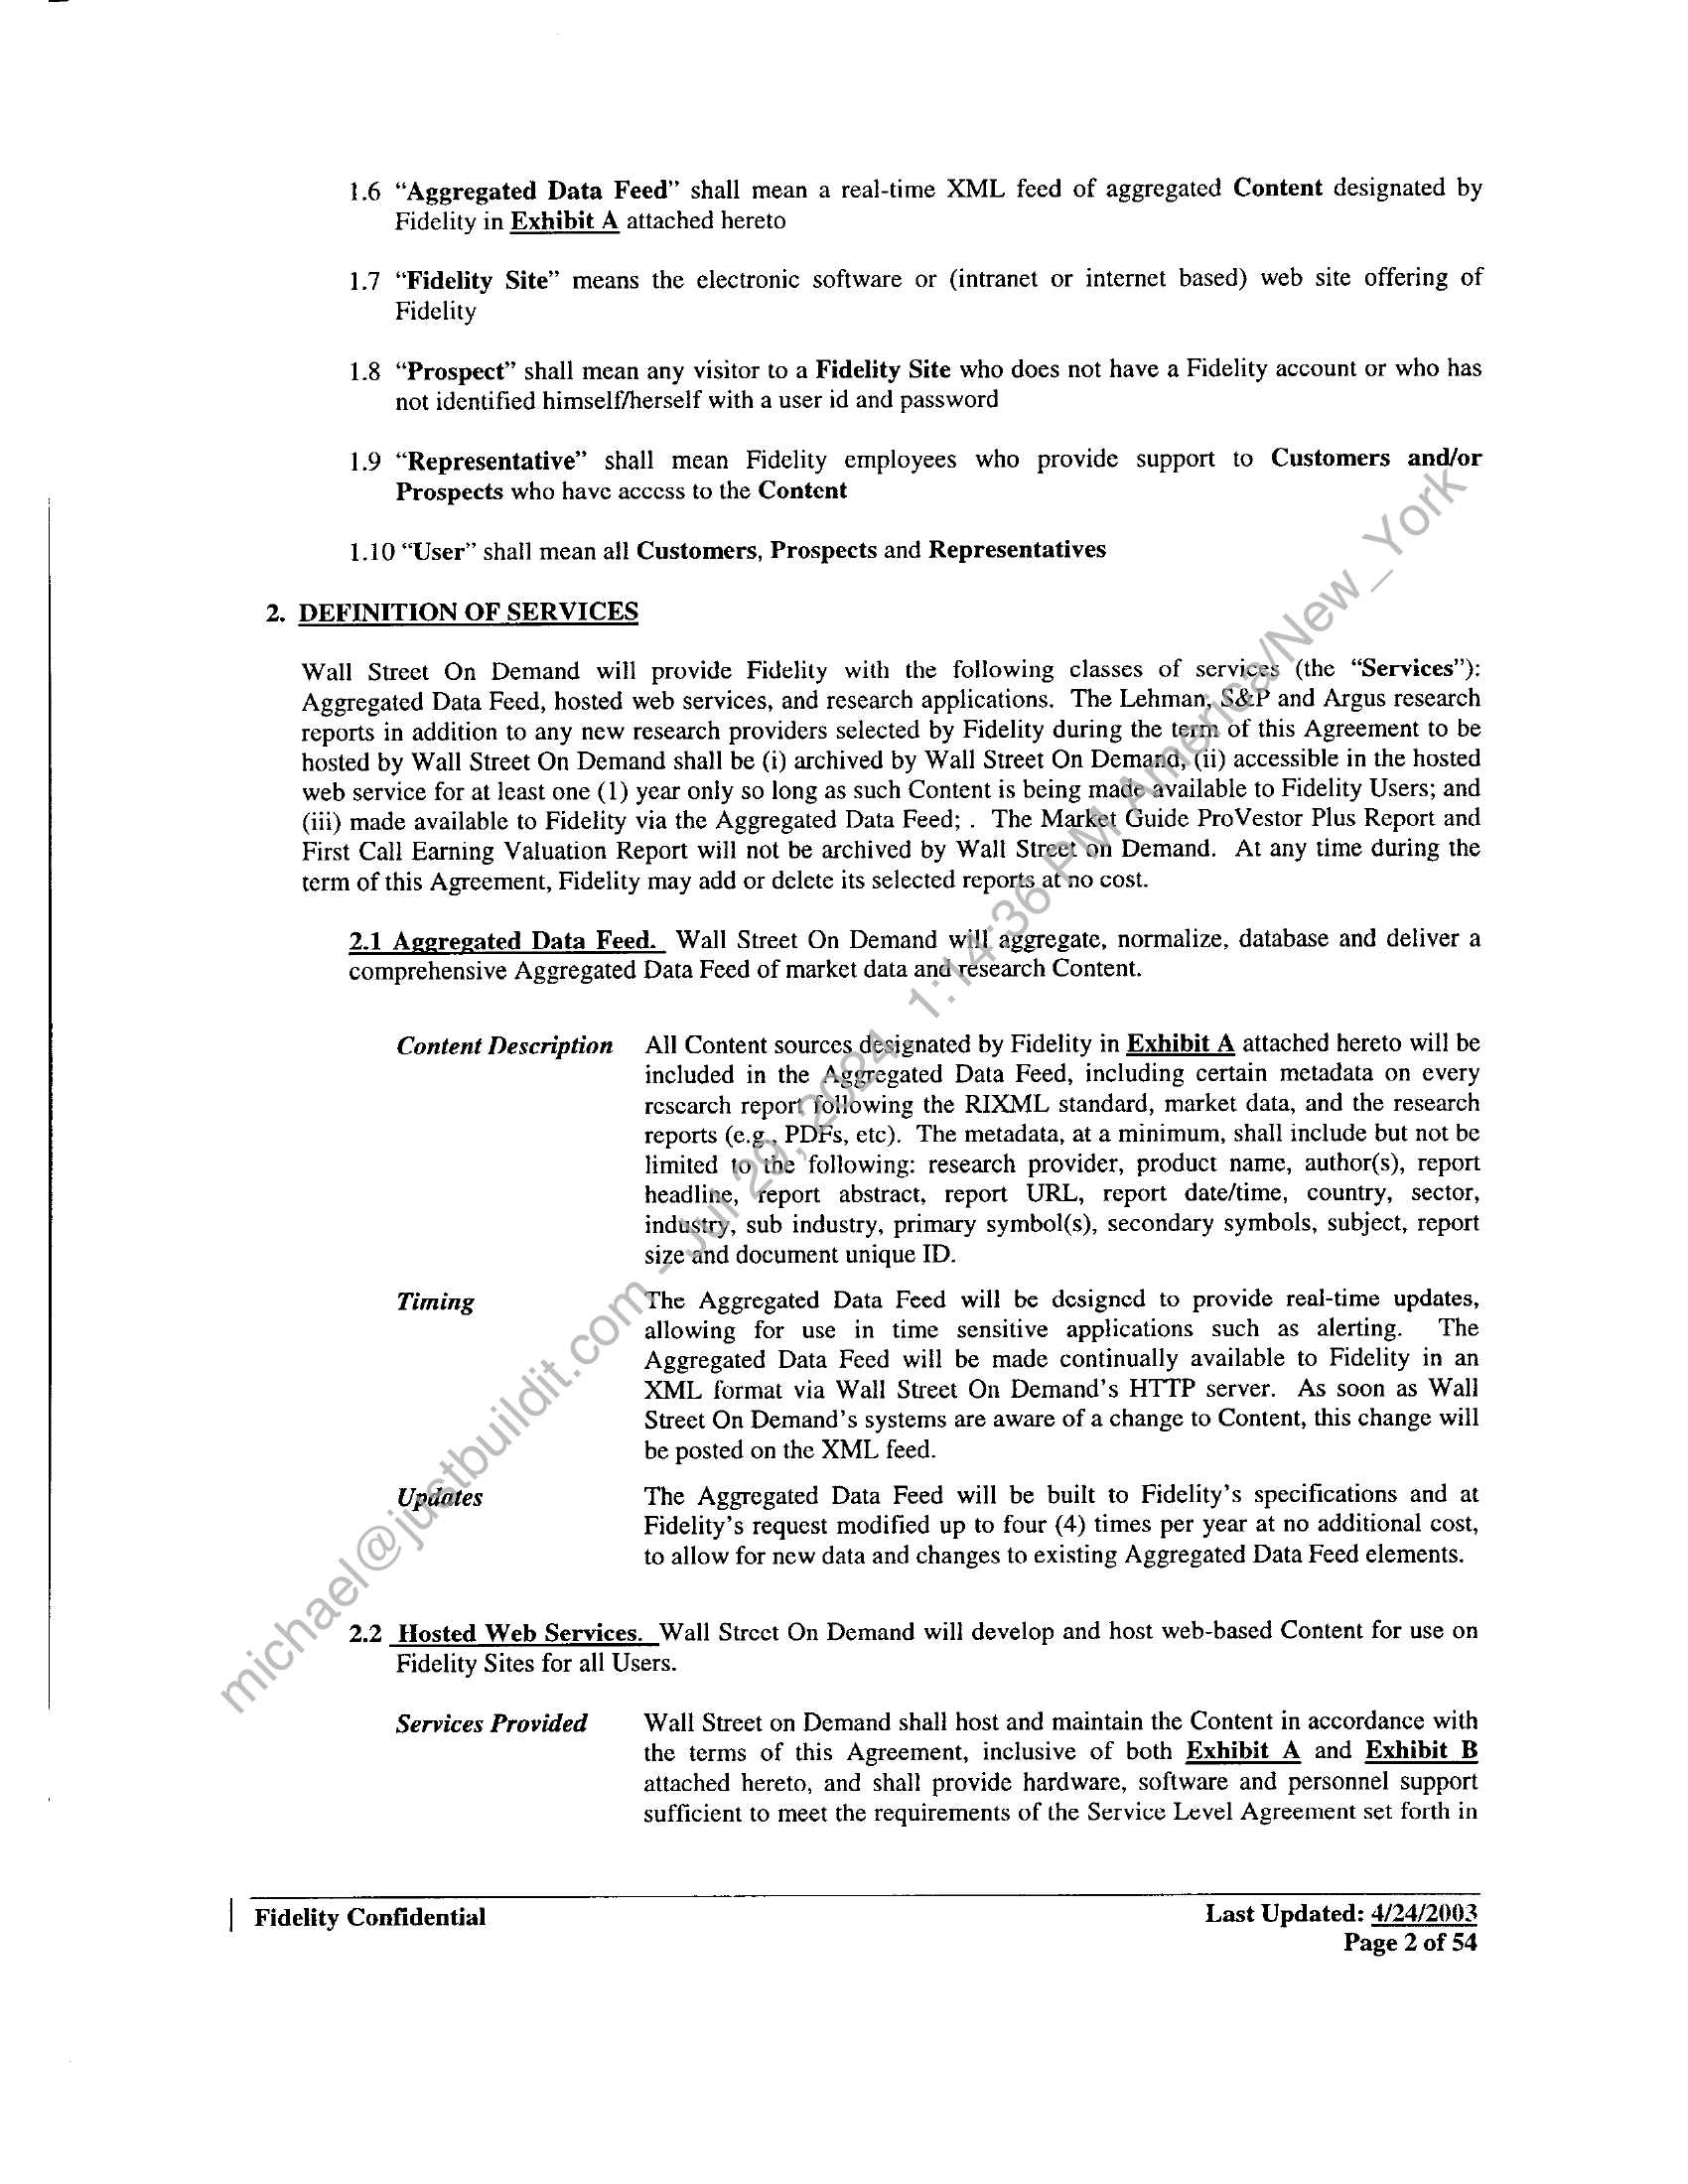 1.6 “Aggregated Data Feed” shall mean a real-time XML feed of aggregated Content designated by
Fidelity in Exhibit A attached hereto
1.7 “Fidelity Site” means the electronic software or (intranet or internet based) web site offering of
Fidelity
1.8 “Prospect” shall mean any visitor to a Fidelity Site who does not have a Fidelity account or who has
not identified himself/herself with a user id and password
1.9 “Representative” shall mean Fidelity employees who provide support to Customers and/or
Prospects who have access to the Content
1.10 “User” shall mean all Customers, Prospects and Representatives
2. DEFINITION OF SERVICES
Wall Street On Demand will provide Fidelity with the following classes of services (the “Services”):
Aggregated Data Feed, hosted web services, and research applications. The Lehman, S&P and Argus research
reports in addition to any new research providers selected by Fidelity during the term of this Agreement to be
hosted by Wall Street On Demand shall be (i) archived by Wall Street On Demand, (ii) accessible in the hosted
web service for at least one (1) year only so long as such Content is being made available to Fidelity Users; and
(iii) made available to Fidelity via the Aggregated Data Feed; . The Market Guide ProVestor Plus Report and
First Call Earning Valuation Report will not be archived by Wall Street on Demand. At any time during the
term of this Agreement, Fidelity may add or delete its selected reports at no cost.
2.1 Aggregated Data Feed. Wall Street On Demand will aggregate, normalize, database and deliver a
comprehensive Aggregated Data Feed of market data and research Content.
Content Description All Content sources designated by Fidelity in Exhibit A attached hereto will be
included in the Aggregated Data Feed, including certain metadata on every
research report following the RIXML standard, market data, and the research
reports (e.g., PDFs, etc). The metadata, at a minimum, shall include but not be
limited to the following: research provider, product name, author(s), report
headline, report abstract, report URL, report date/time, country, sector,
industry, sub industry, primary symbol(s), secondary symbols, subject, report
size and document unique ID.
Timing The Aggregated Data Feed will be designed to provide real-time updates,
allowing for use in time sensitive applications such as alerting. The
Aggregated Data Feed will be made continually available to Fidelity in an
XML format via Wall Street On Demand’s HTTP server. As soon as Wall
Street On Demand’s systems are aware of a change to Content, this change will
be posted on the XML feed.
Updates The Aggregated Data Feed will be built to Fidelity’s specifications and at
Fidelity’s request modified up to four (4) times per year at no additional cost,
to allow for new data and changes to existing Aggregated Data Feed elements.
2.2 Hosted Web Services. Wall Street On Demand will develop and host web-based Content for use on
Fidelity Sites for all Users.
Services Provided Wall Street on Demand shall host and maintain the Content in accordance with
the terms of this Agreement, inclusive of both Exhibit A and Exhibit B
attached hereto, and shall provide hardware, software and personnel support
sufficient to meet the requirements of the Service Level Agreement set forth in
Fidelity Confidential Last Updated: 4/24/2003
Page 2 of 54
michael@justbuildit.com - Jul 29, 2024, 1:14:36 PM America/New_York